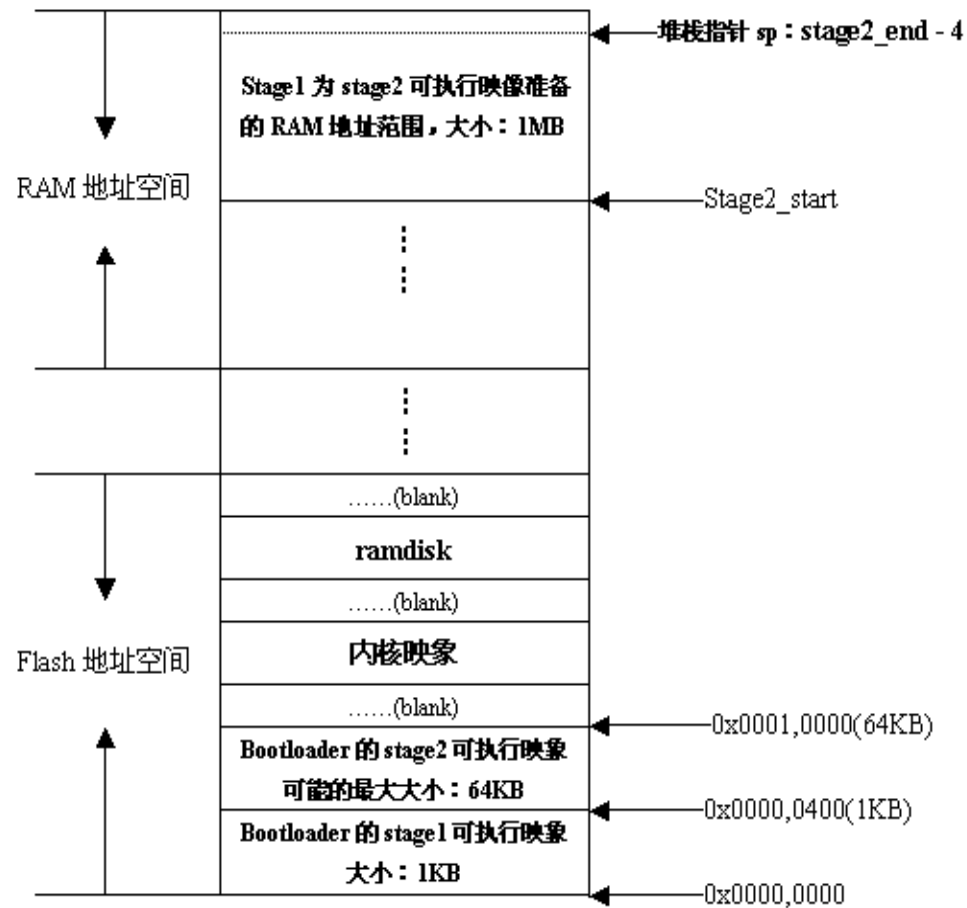 堆栈指针 sp：stage2_end - 4
Stage1 为 stage2 可执行映像准备
的 RAM 地址范围，大小：1MB
RAM 地址空间
Stage2_start
……(blank)
ramdisk
……(blank)
Flash 地址空间
内核映象
……(blank)
0x0001,0000(64KB)
Bootloader 的 stage2 可执行映象
可能的最大大小：64KB
0x0000,0400(1KB)
Bootloader 的 stage1 可执行映象
大小：1KB
0x0000,0000